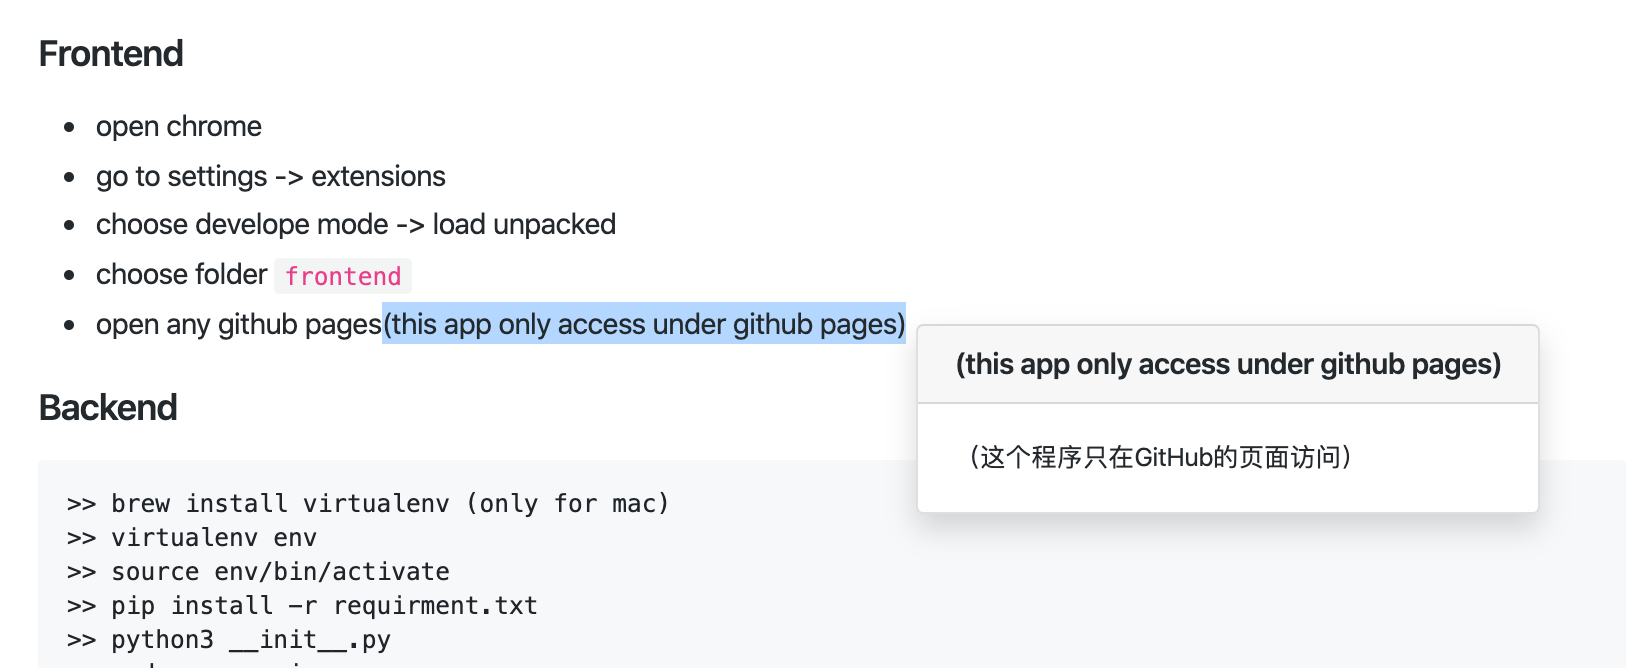 Frontend
open chrome
go to settings -> extensions
choose develope mode -> load unpacked
choose folder frontend
open any github pages(this app only access under github pages)
(this app only access under github pages)
（这个程序只在GitHub的页面访问）
Backend
>> brew install virtualenv (only for mac)
>> virtualenv env
>> source env/bin/activate
>> pip install -r requirment.txt
>> python3 __init__.py